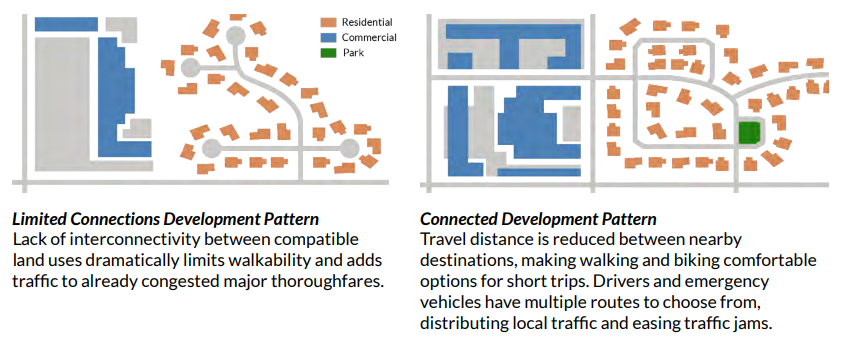 Residential
Commercial
Park
Limited Connections Development Pattern
Lack of interconnectivity between compatible
land uses dramatically limits walkability and adds
traffic to already congested major thoroughfares.
Connected Development Pattern
Travel distance is reduced between nearby
destinations, making walking and biking comfortable
options for short trips. Drivers and emergency
vehicles have multiple routes to choose from,
distributing local traffic and easing traffic jams.